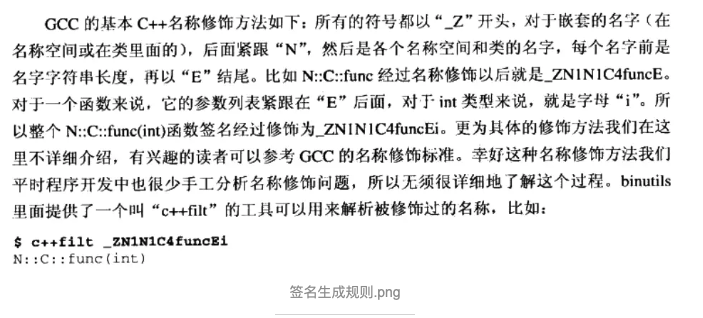 GCC 的基本 C++名称修饰方法如下：所有的符号都以“_Z”开头，对于嵌套的名字（在
名称空间或在类里面的），后面紧跟“N”，然后是各个名称空间和类的名字，每个名字前是
名字字符串长度，再以“E”结尾。比如 N::C::func 经过名称修饰以后就是_ZN1N1C4funcE。
对于一个函数来说，它的参数列表紧跟在“E”后面，对于 int 类型来说，就是字母“i”。所
以整个 N::C::func(int)函数签名经过修饰为_ZN1N1C4funcEi。更为具体的修饰方法我们在这
里不详细介绍，有兴趣的读者可以参考 GCC 的名称修饰标准。幸好这种名称修饰方法我们
平时程序开发中也很少手工分析名称修饰问题，所以无须很详细地了解这个过程。binutils
里面提供了一个叫“c++filt”的工具可以用来解析被修饰过的名称，比如：
$ c++filt _ZN1N1C4funcEi
N::C::func(int)
签名生成规则.png